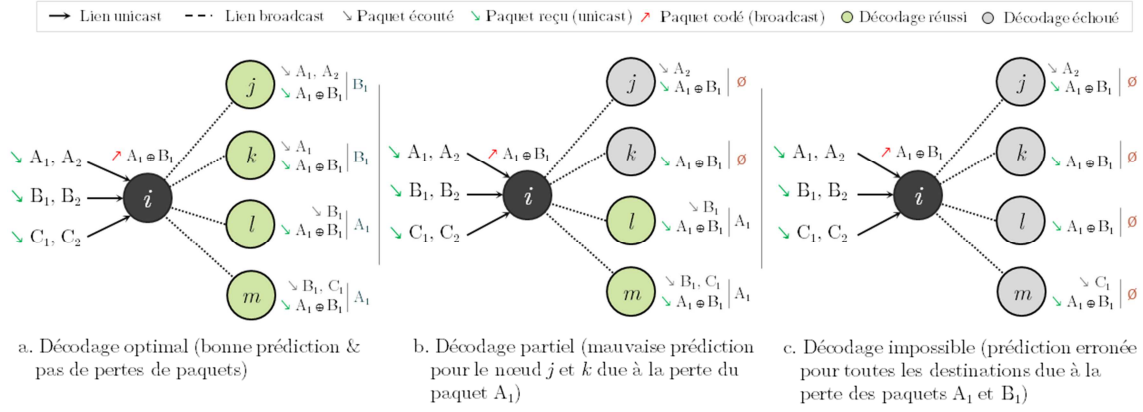 Lien unicast Lien broadcast ↘ Paquet écouté ↘ Paquet reçu (unicast) ↗ Paquet codé (broadcast) Décodage réussi Décodage échoué
j ↘ A₁, A₂
↘ A₁⊕B₁ | B₁
k ↘ A₁
↘ A₁⊕B₁ | B₁
↘ A₁, A₂ ↗ A₁⊕B₁
↘ B₁, B₂ i
↘ C₁, C₂
l ↘ B₁
↘ A₁⊕B₁ | A₁
m ↘ B₁, C₁
↘ A₁⊕B₁ | A₁
a. Décodage optimal (bonne prédiction &
pas de pertes de paquets)
j ↘ A₂
↘ A₁⊕B₁ | Ø
k ↘ A₁⊕B₁ | Ø
↘ A₁, A₂ ↗ A₁⊕B₁
↘ B₁, B₂ i
↘ C₁, C₂
l ↘ B₁
↘ A₁⊕B₁ | A₁
m ↘ B₁, C₁
↘ A₁⊕B₁ | A₁
b. Décodage partiel (mauvaise prédiction
pour le nœud j et k due à la perte du
paquet A₁)
j ↘ A₂
↘ A₁⊕B₁ | Ø
k ↘ A₁⊕B₁ | Ø
↘ A₁, A₂ ↗ A₁⊕B₁
↘ B₁, B₂ i
↘ C₁, C₂
l ↘ A₁⊕B₁ | Ø
m ↘ C₁
↘ A₁⊕B₁ | Ø
c. Décodage impossible (prédiction erronée
pour toutes les destinations due à la
perte des paquets A₁ et B₁)